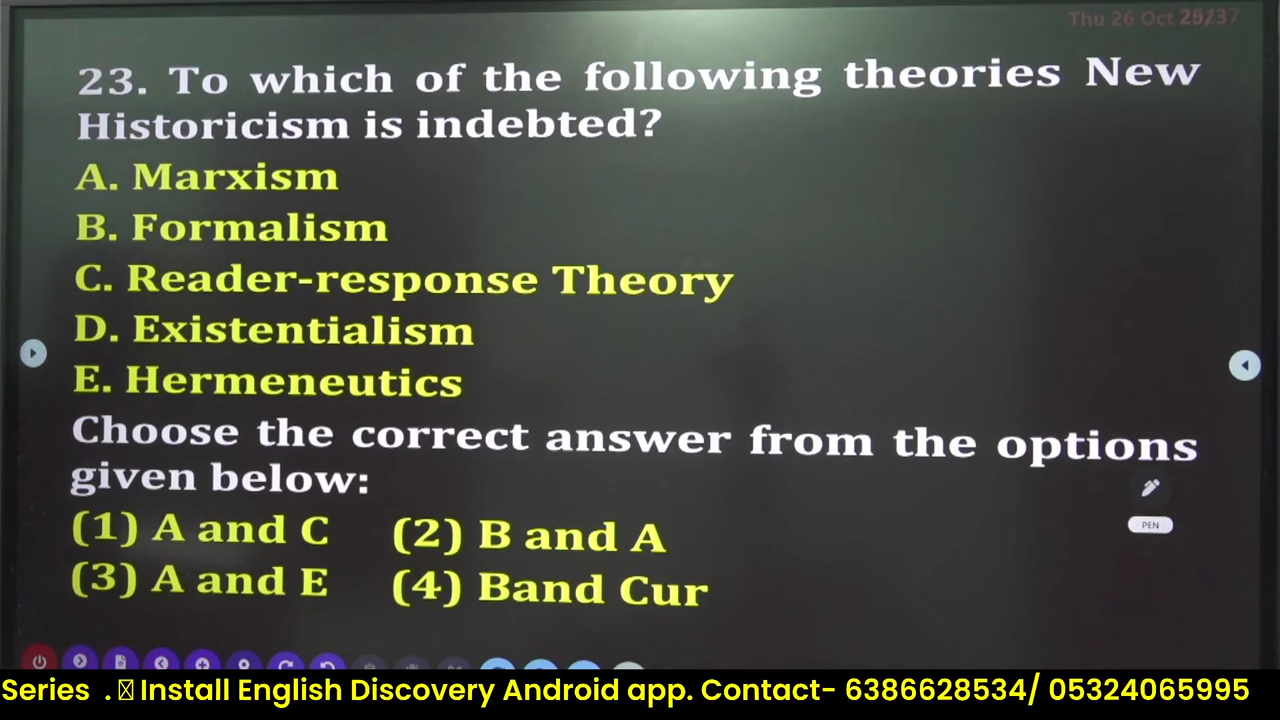 Thu 26 Oct
23. To which of the following theories New
Historicism is indebted?
A. Marxism
B. Formalism
C. Reader-response Theory
D. Existentialism
E. Hermeneutics
Choose the correct answer from the options
given below:
(1) A and C (2) B and A
(3) A and E (4) Band Cur
PEN
Series . Install English Discovery Android app. Contact- 6386628534/ 05324065995